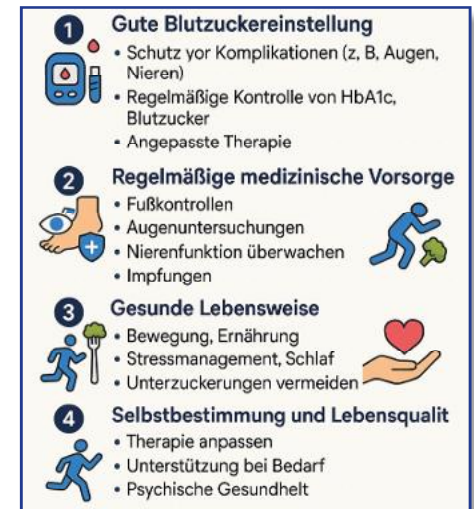 1 Gute Blutzuckereinstellung
• Schutz yor Komplikationen (z, B, Augen,
Nieren)
• Regelmäßige Kontrolle von HbA1c,
Blutzucker
• Angepasste Therapie
2 Regelmäßige medizinische Vorsorge
• Fußkontrollen
• Augenuntersuchungen
• Nierenfunktion überwachen
• Impfungen
3 Gesunde Lebensweise
• Bewegung, Ernährung
• Stressmanagement, Schlaf
• Unterzuckerungen vermeiden
4 Selbstbestimmung und Lebensqualit
• Therapie anpassen
• Unterstützung bei Bedarf
• Psychische Gesundhelt